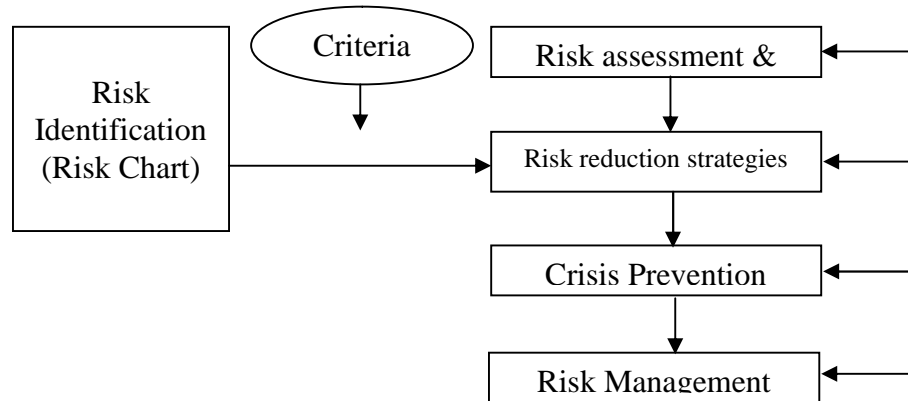 Risk
Identification
(Risk Chart)
Criteria
Risk assessment &
Risk reduction strategies
Crisis Prevention
Risk Management